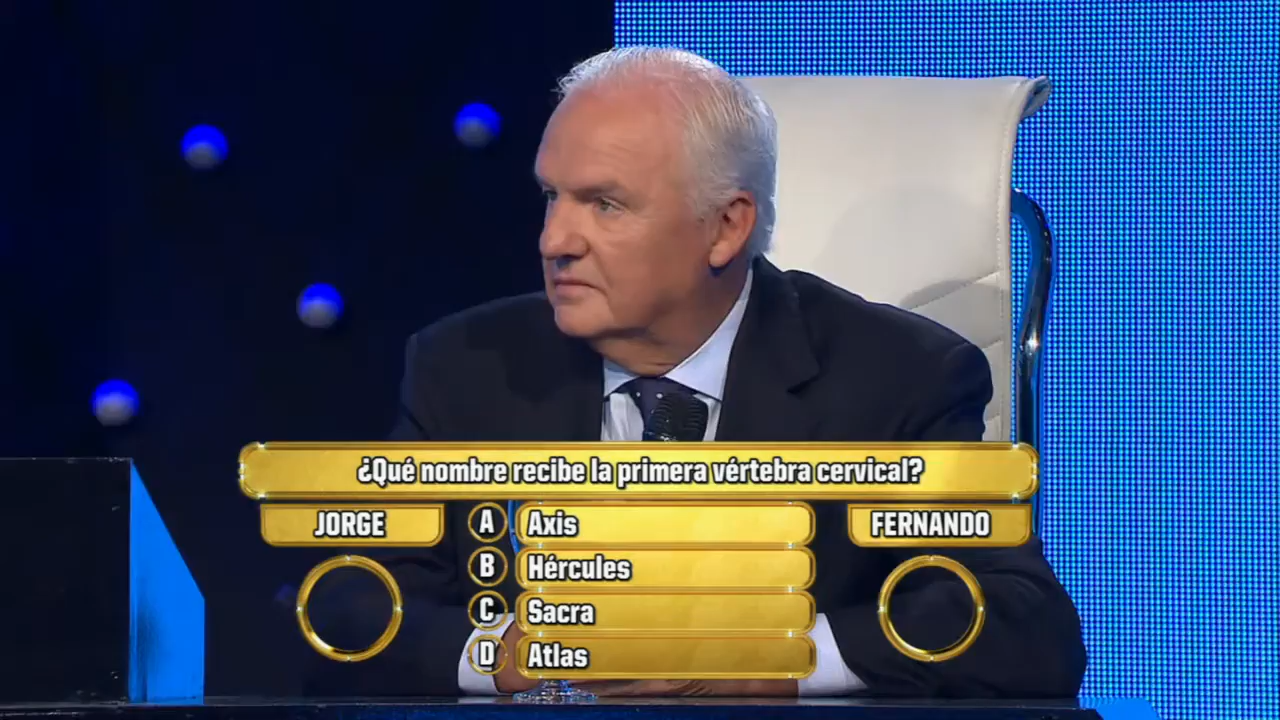 ¿Qué nombre recibe la primera vértebra cervical?
JORGE
A Axis
B Hércules
C Sacra
D Atlas
FERNANDO